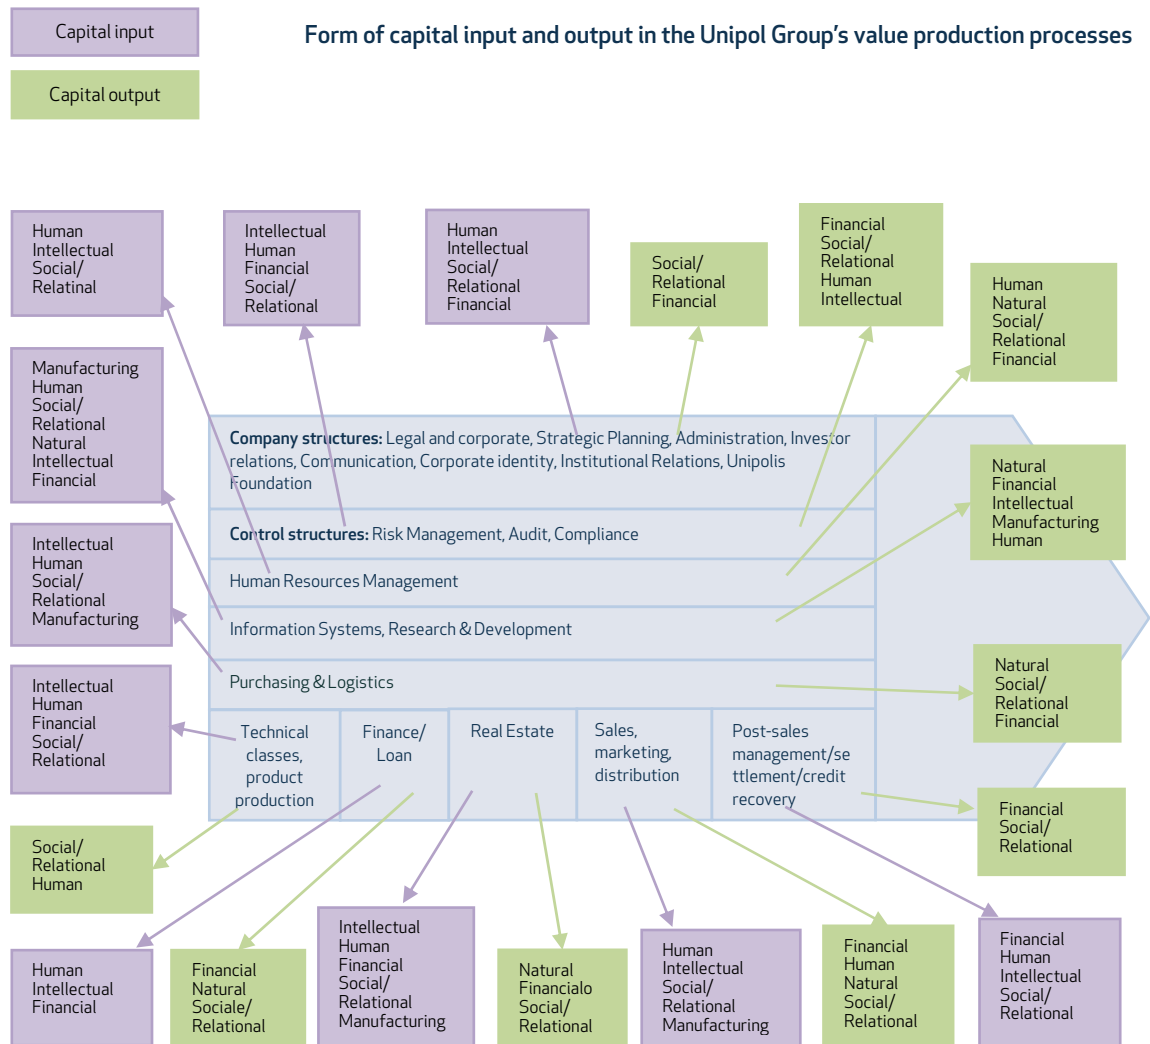 Capital input
Form of capital input and output in the Unipol Group's value production processes
Capital output
Human
Intellectual
Social/
Relatinal
Intellectual
Human
Financial
Social/
Relational
Human
Intellectual
Social/
Relational
Financial
Social/
Relational
Financial
Financial
Social/
Relational
Human
Intellectual
Human
Natural
Social/
Relational
Financial
Manufacturing
Human
Social/
Relational
Natural
Intellectual
Financial
Company structures: Legal and corporate, Strategic Planning, Administration, Investor
relations, Communication, Corporate identity, Institutional Relations, Unipolis
Foundation
Natural
Financial
Intellectual
Manufacturing
Human
Control structures: Risk Management, Audit, Compliance
Intellectual
Human
Social/
Relational
Manufacturing
Human Resources Management
Information Systems, Research & Development
Purchasing & Logistics
Natural
Social/
Relational
Financial
Intellectual
Human
Financial
Social/
Relational
Technical
classes,
product
production
Finance/
Loan
Real Estate
Sales,
marketing,
distribution
Post-sales
management/se
ttlement/credit
recovery
Financial
Social/
Relational
Social/
Relational
Human
Human
Intellectual
Financial
Financial
Natural
Sociale/
Relational
Intellectual
Human
Financial
Social/
Relational
Manufacturing
Natural
Financialo
Social/
Relational
Human
Intellectual
Social/
Relational
Manufacturing
Financial
Human
Natural
Social/
Relational
Financial
Human
Intellectual
Social/
Relational